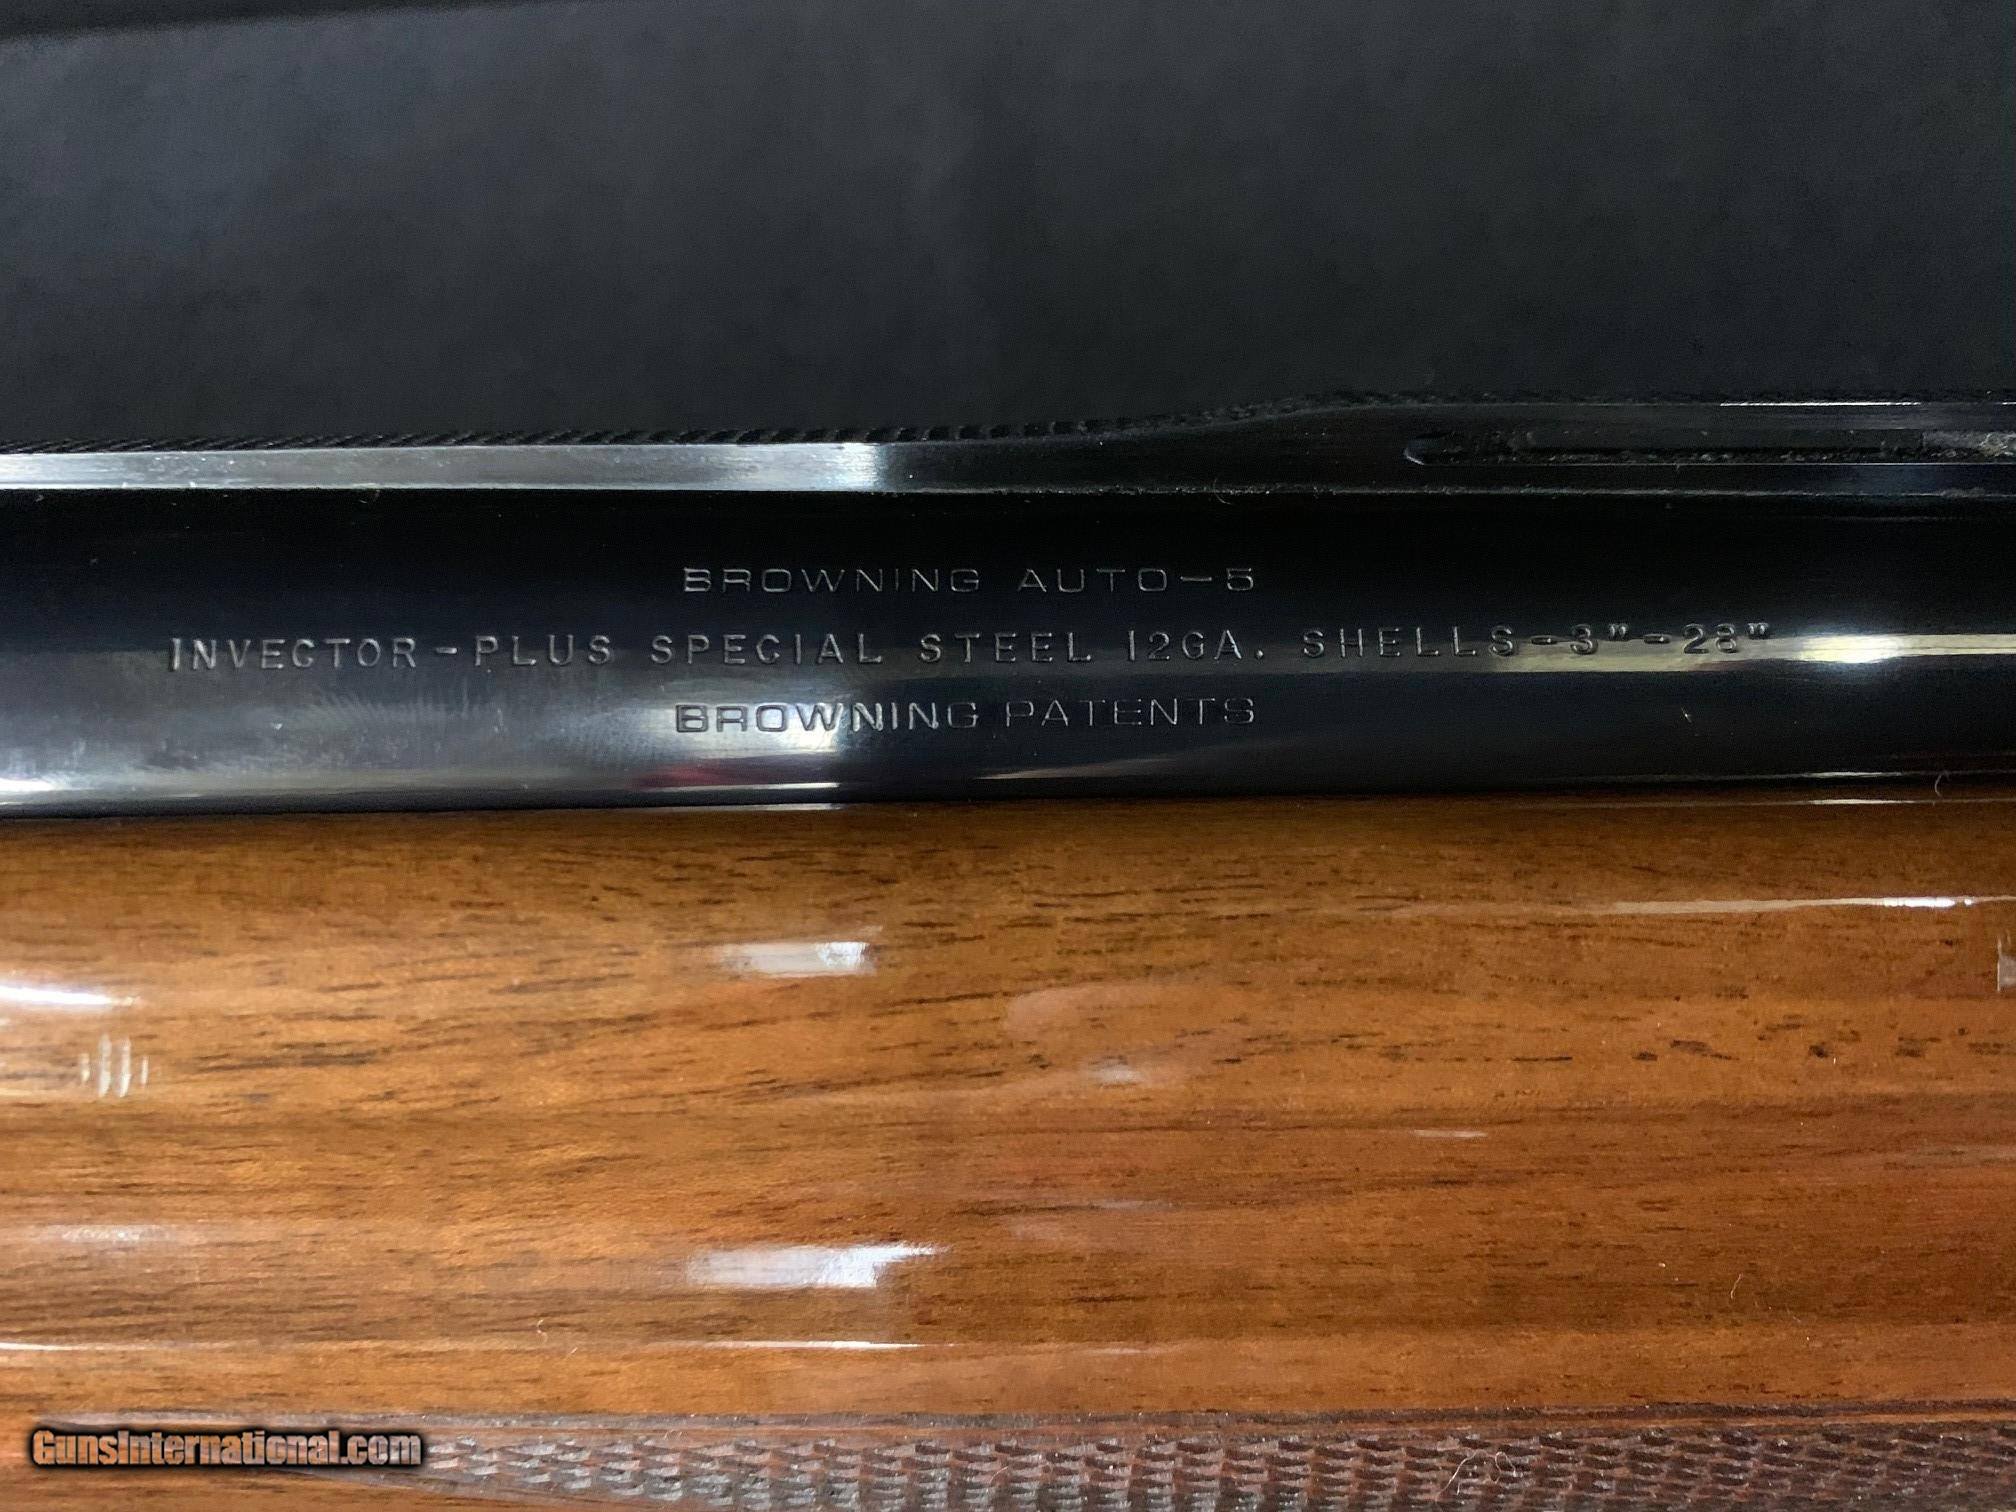 BROWNING AUTO-5
INVECTOR-PLUS SPECIAL STEEL 12GA. SHELLS-3"-28"
BROWNING PATENTS
GunsInternational.com